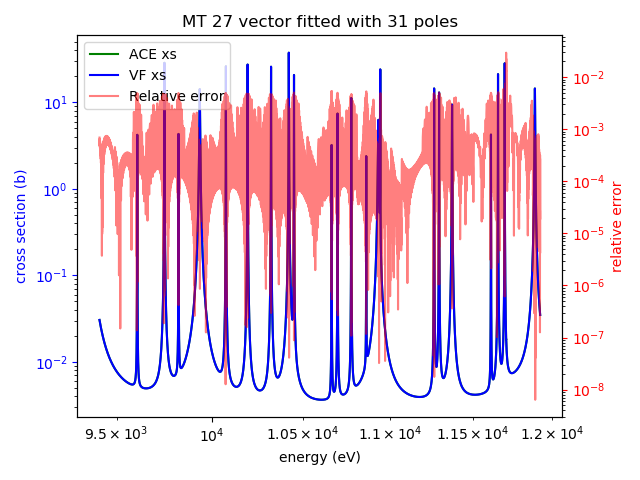 MT 27 vector fitted with 31 poles
ACE xs
VF xs
Relative error
cross section (b)
10¹
10⁰
10⁻¹
10⁻²
10⁻²
10⁻³
10⁻⁴
10⁻⁵
10⁻⁶
10⁻⁷
10⁻⁸
relative error
9.5 × 10³
10⁴
1.05 × 10⁴
1.1 × 10⁴
1.15 × 10⁴
1.2 × 10⁴
energy (eV)